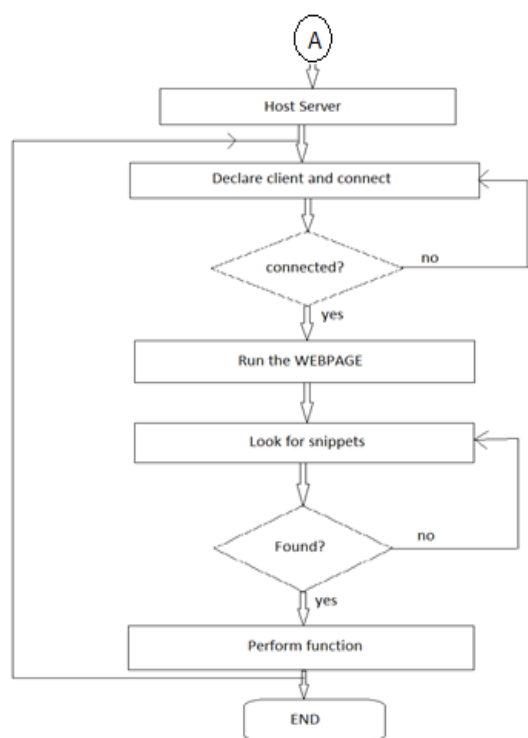 A
Host Server
Declare client and connect
connected?
no
yes
Run the WEBPAGE
Look for snippets
Found?
no
yes
Perform function
END